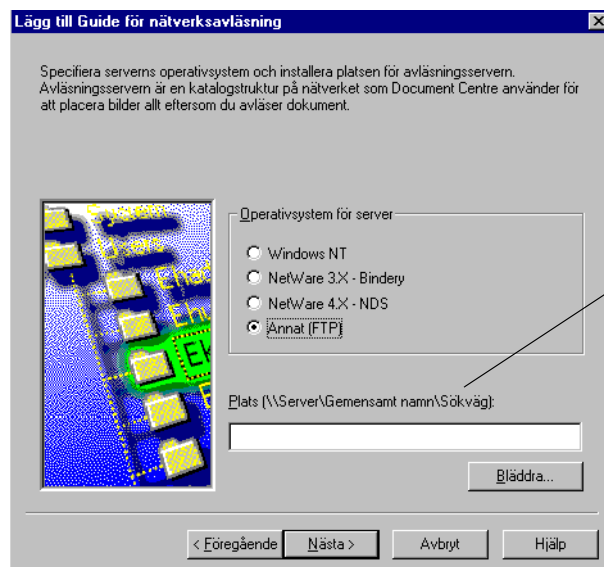 Lägg till Guide för nätverksavläsning
Specifiera serverns operativsystem och installera platsen för avläsningsservern.
Avläsningsservern är en katalogstruktur på nätverket som Document Centre använder för
att placera bilder allt eftersom du avläser dokument.
Operativsystem för server
Windows NT
NetWare 3.X - Bindery
NetWare 4.X - NDS
Annat (FTP)
Plats (\\Server\Gemensamt namn\Sökväg):
Bläddra...
< Föregående
Nästa >
Avbryt
Hjälp